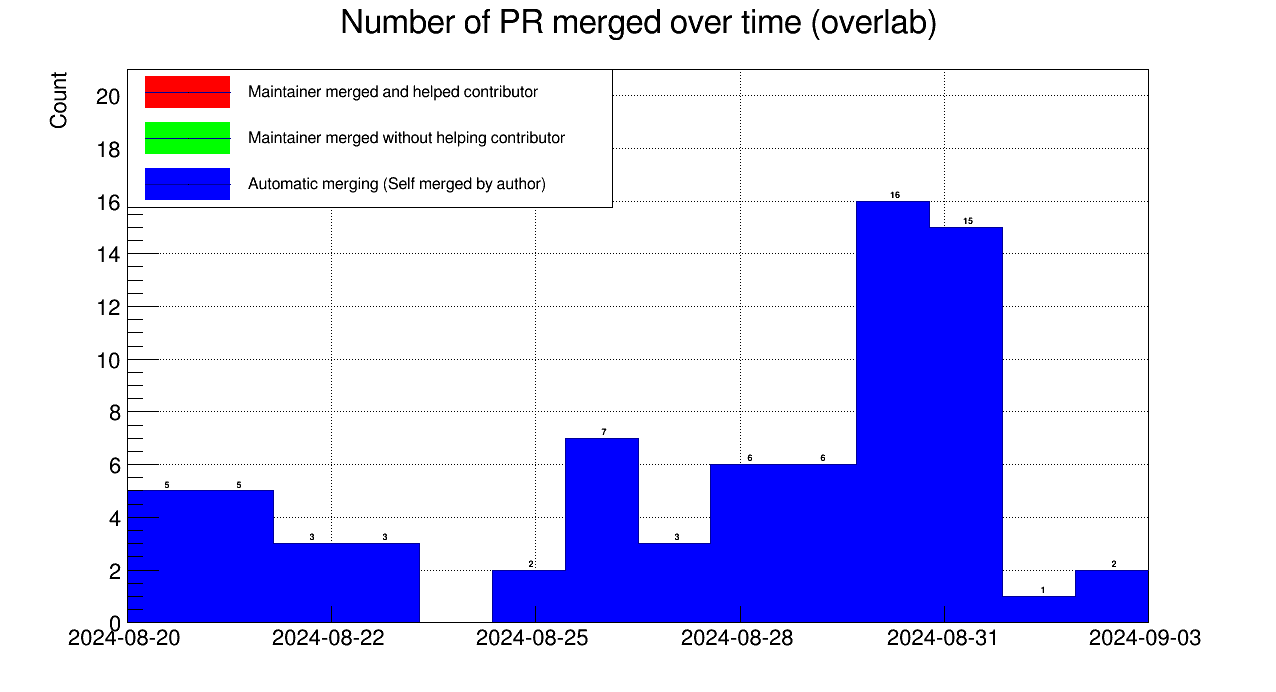 Number of PR merged over time (overlab)
Count
Maintainer merged and helped contributor
Maintainer merged without helping contributor
Automatic merging (Self merged by author)
20
18
16
14
12
10
8
6
4
2
0
5 5 3 3 2 7 3 6 6 16 15 1 2
2024-08-20 2024-08-22 2024-08-25 2024-08-28 2024-08-31 2024-09-03